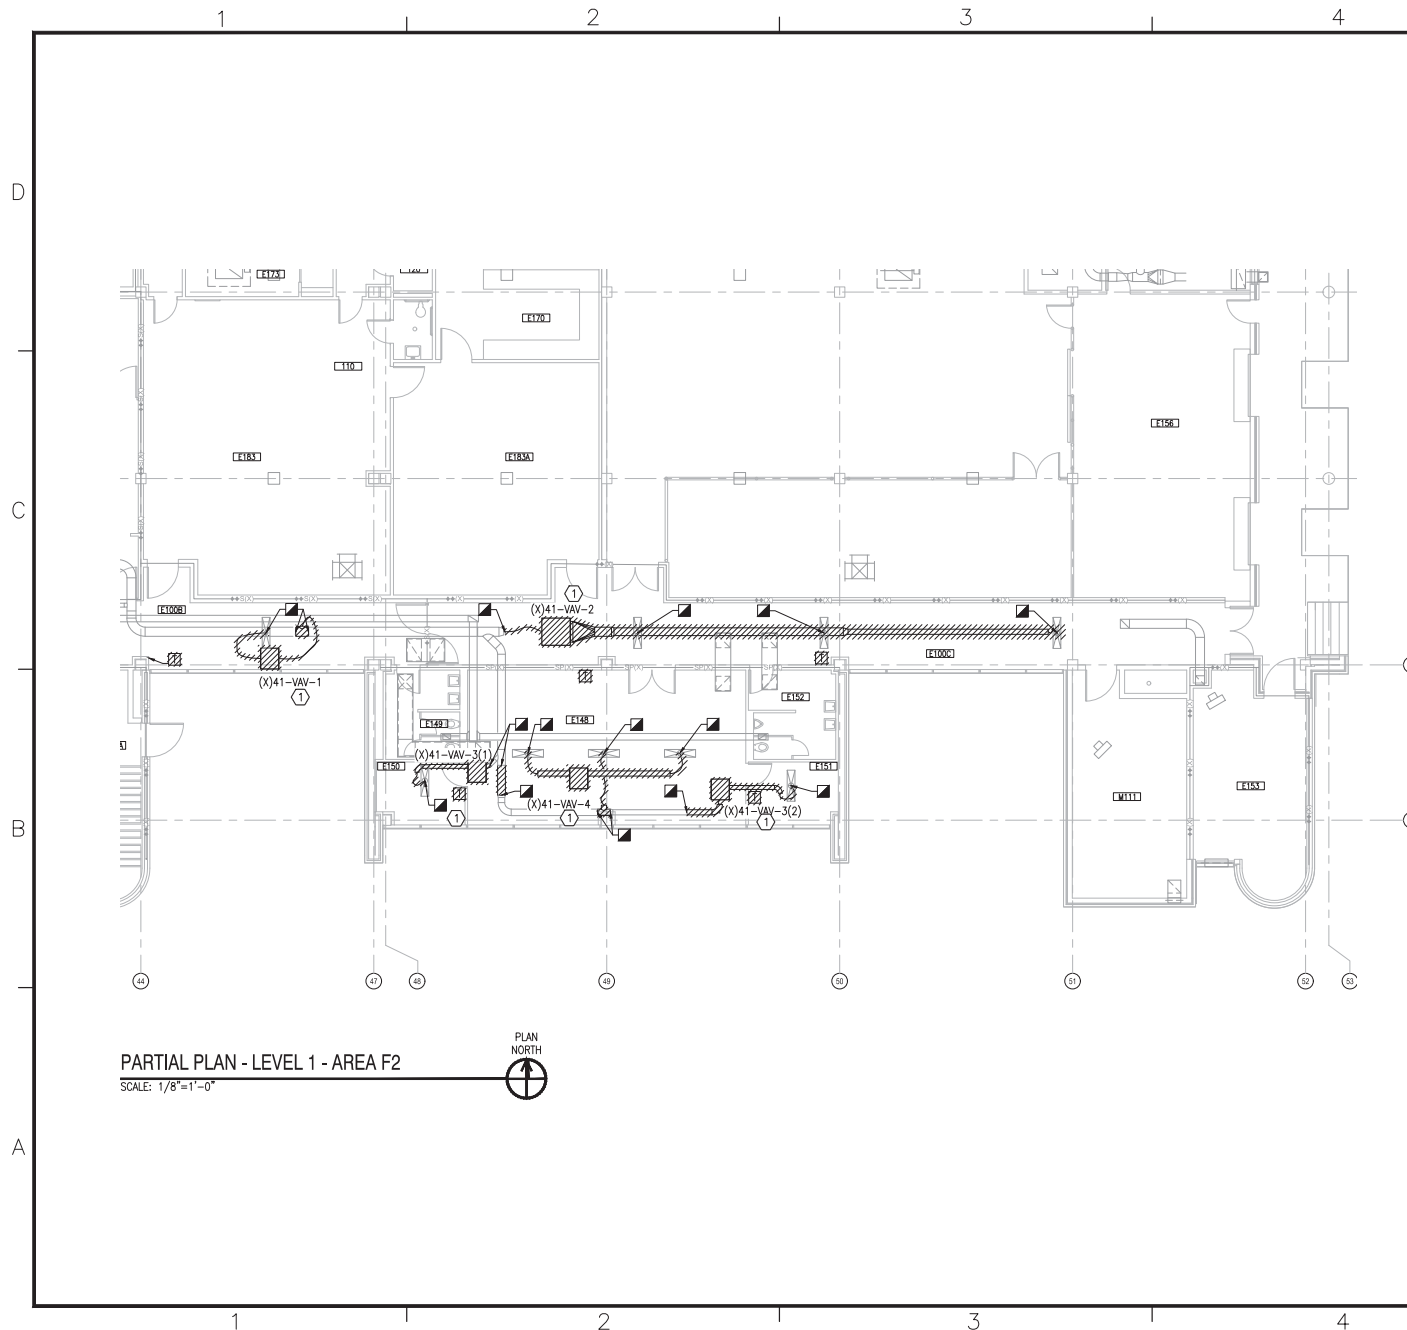 1 2 3 4
D
E173
E170
110
E156
E183
E183A
C
1
(X)41-VAV-2
E100B
E100C
(X)41-VAV-1
1
E152
E149
E148
(X)41-VAV-3(1)
E150
E151
T
M111
E153
(X)41-VAV-4
(X)41-VAV-3(2)
1
1
1
B
44 47 48 49 50 51 52 53
PLAN
NORTH
PARTIAL PLAN - LEVEL 1 - AREA F2
SCALE: 1/8"=1'-0"
A
1 2 3 4